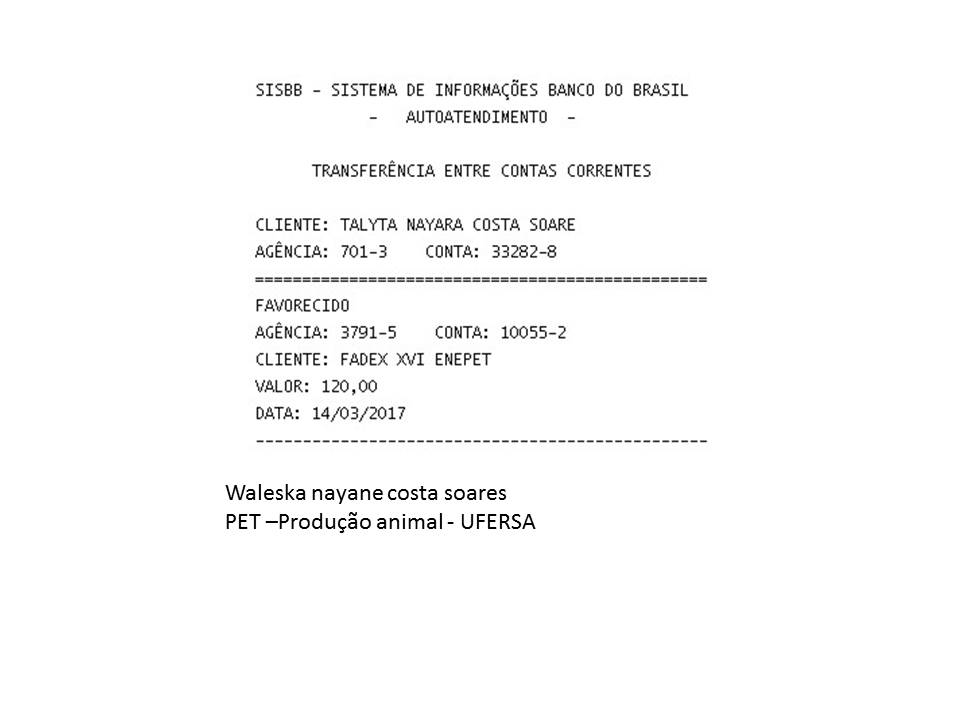 SISBB - SISTEMA DE INFORMAÇÕES BANCO DO BRASIL
- AUTOATENDIMENTO -
TRANSFERÊNCIA ENTRE CONTAS CORRENTES
CLIENTE: TALYTA NAYARA COSTA SOARE
AGÊNCIA: 701-3 CONTA: 33282-8
================================================
FAVORECIDO
AGÊNCIA: 3791-5 CONTA: 10055-2
CLIENTE: FADEX XVI ENEPET
VALOR: 120,00
DATA: 14/03/2017
------------------------------------------------
Waleska nayane costa soares
PET –Produção animal - UFERSA